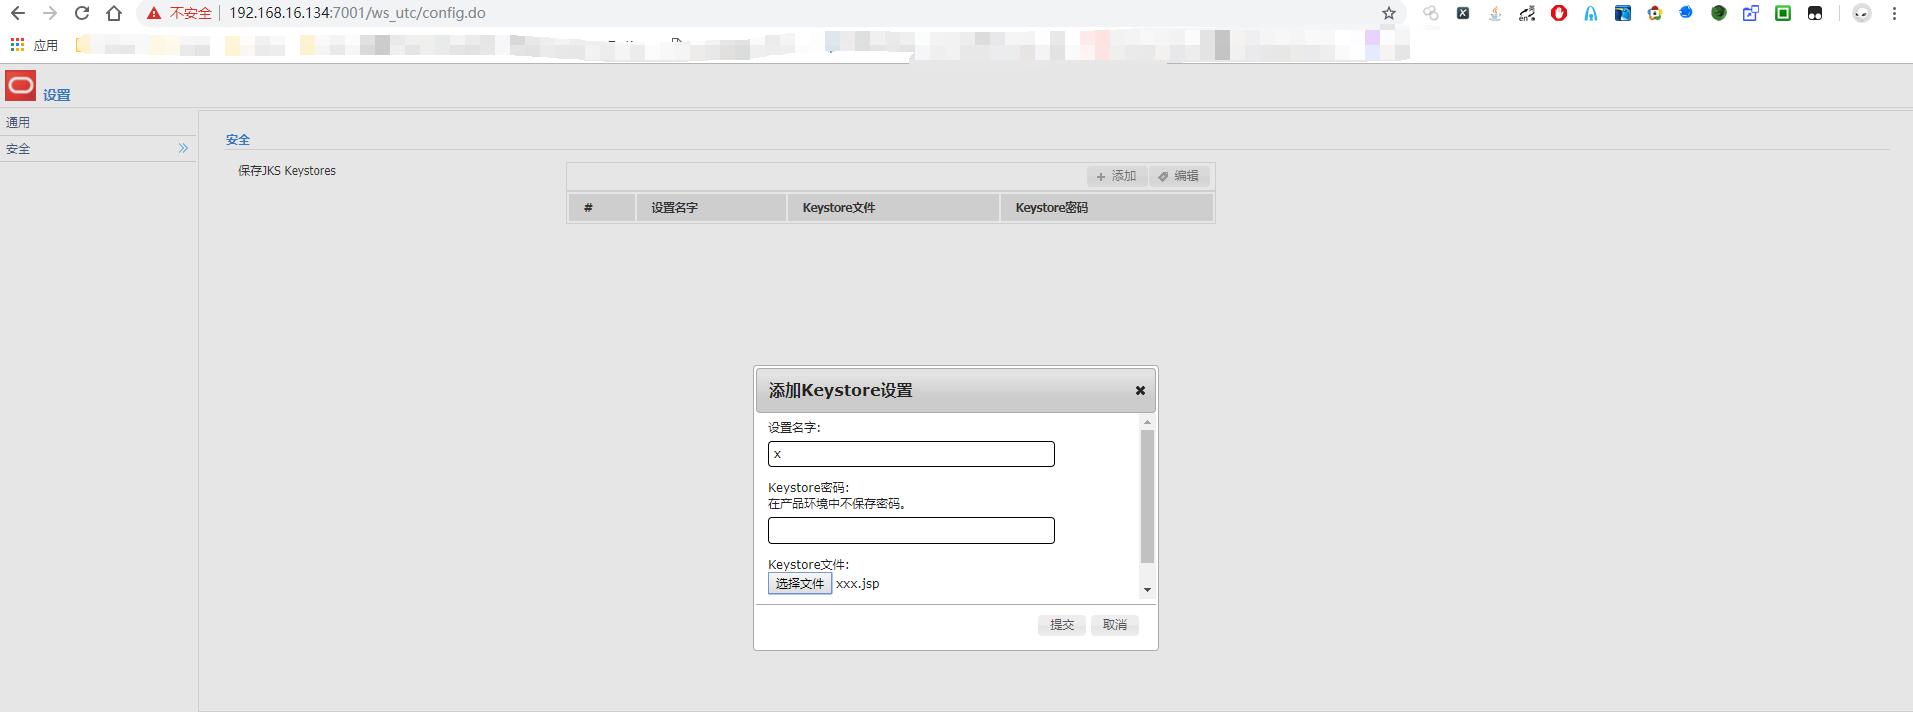 不安全 192.168.16.134:7001/ws_utc/config.do
应用
设置
通用
安全
安全
保存JKS Keystores
添加 编辑
# 设置名字 Keystore文件 Keystore密码
添加Keystore设置
设置名字:
x
Keystore密码:
在产品环境中不保存密码。
Keystore文件:
选择文件 xxx.jsp
提交 取消